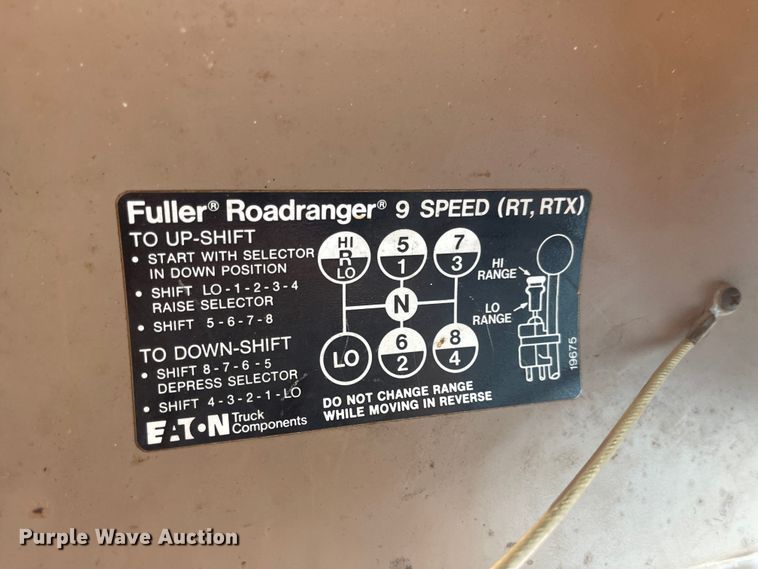 Fuller® Roadranger® 9 SPEED (RT, RTX)
TO UP-SHIFT
• START WITH SELECTOR
IN DOWN POSITION
• SHIFT LO-1-2-3-4
RAISE SELECTOR
• SHIFT 5-6-7-8
TO DOWN-SHIFT
• SHIFT 8-7-6-5
DEPRESS SELECTOR
• SHIFT 4-3-2-1-LO
EATON Truck
Components
HI
R
LO
5
1
7
3
N
LO
6
2
8
4
HI
RANGE
LO
RANGE
DO NOT CHANGE RANGE
WHILE MOVING IN REVERSE
19675
Purple Wave Auction